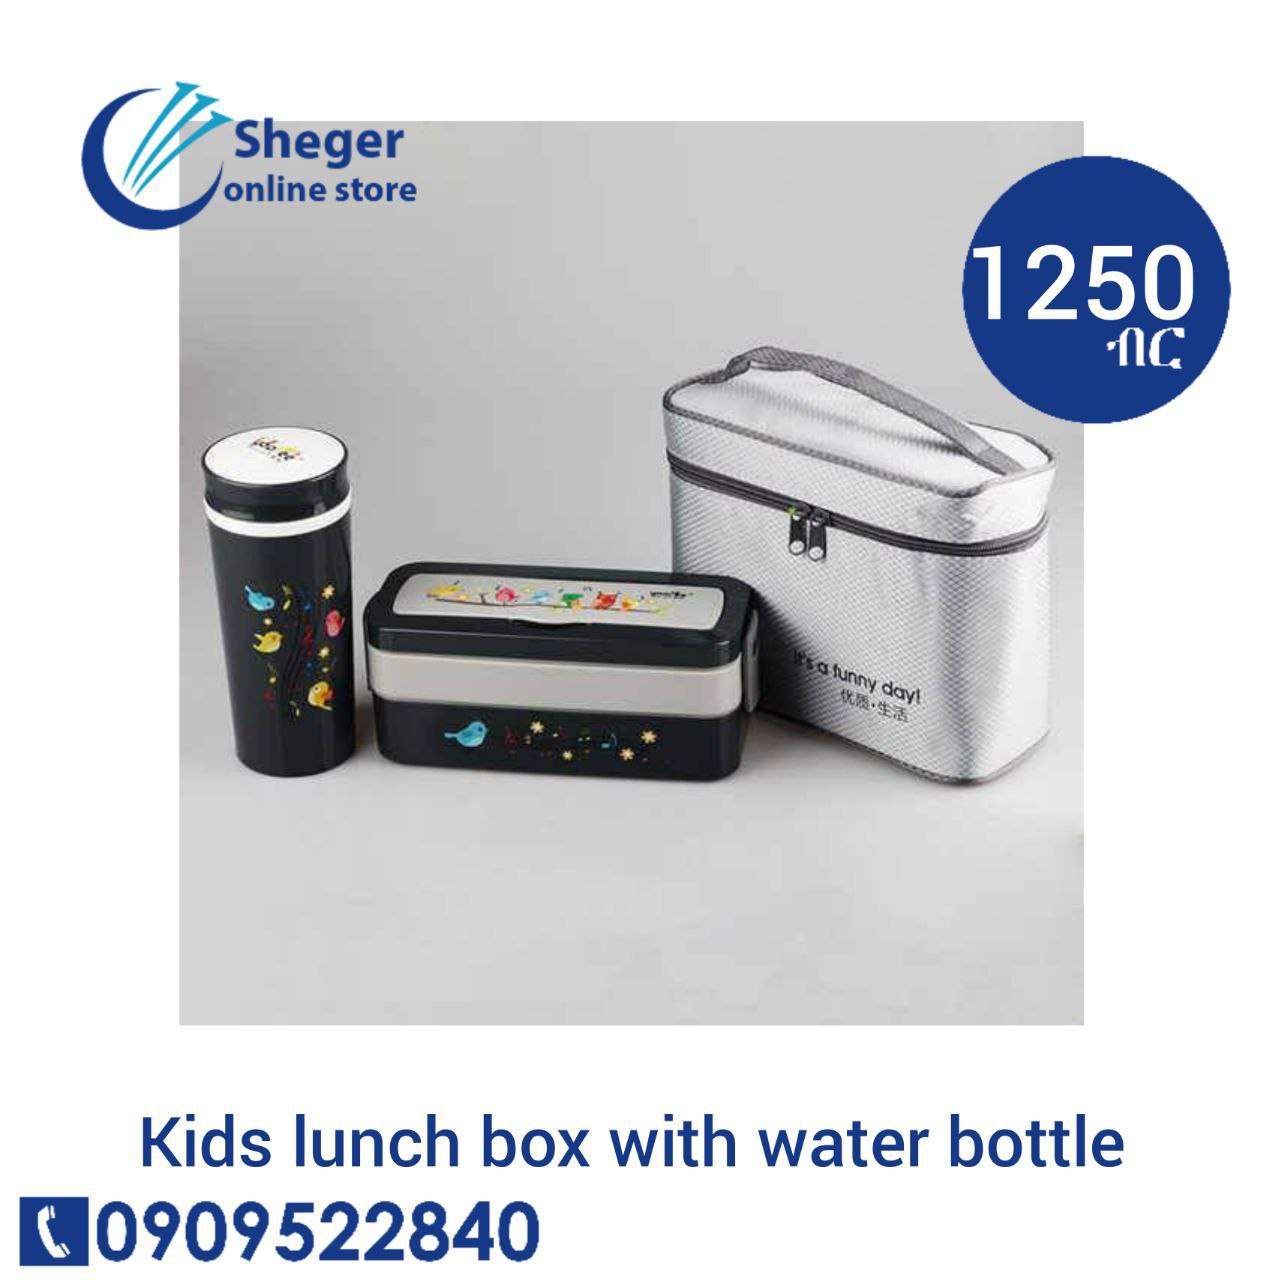 Sheger
online store
1250
ብር
It's a funny day!
优质·生活
Kids lunch box with water bottle
0909522840